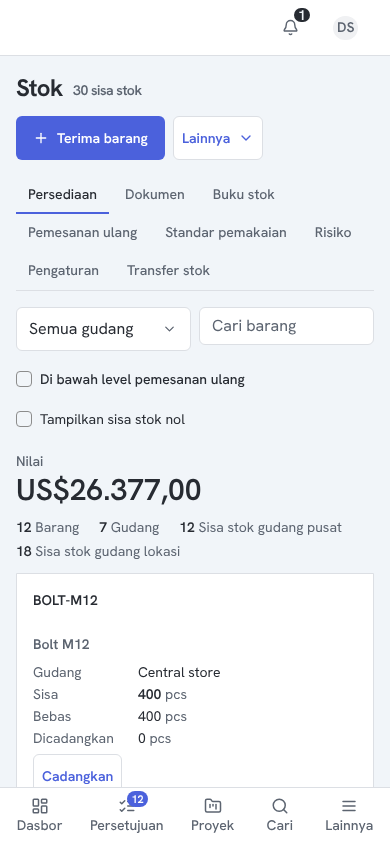 1
DS
Stok 30 sisa stok
Terima barang
Lainnya
Persediaan Dokumen Buku stok
Pemesanan ulang Standar pemakaian Risiko
Pengaturan Transfer stok
Semua gudang
Cari barang
Di bawah level pemesanan ulang
Tampilkan sisa stok nol
Nilai
US$26.377,00
12 Barang 7 Gudang 12 Sisa stok gudang pusat
18 Sisa stok gudang lokasi
BOLT-M12
Bolt M12
Gudang Central store
Sisa 400 pcs
Bebas 400 pcs
Dicadangkan 0 pcs
Cadangkan
12
Dasbor Persetujuan Proyek Cari Lainnya